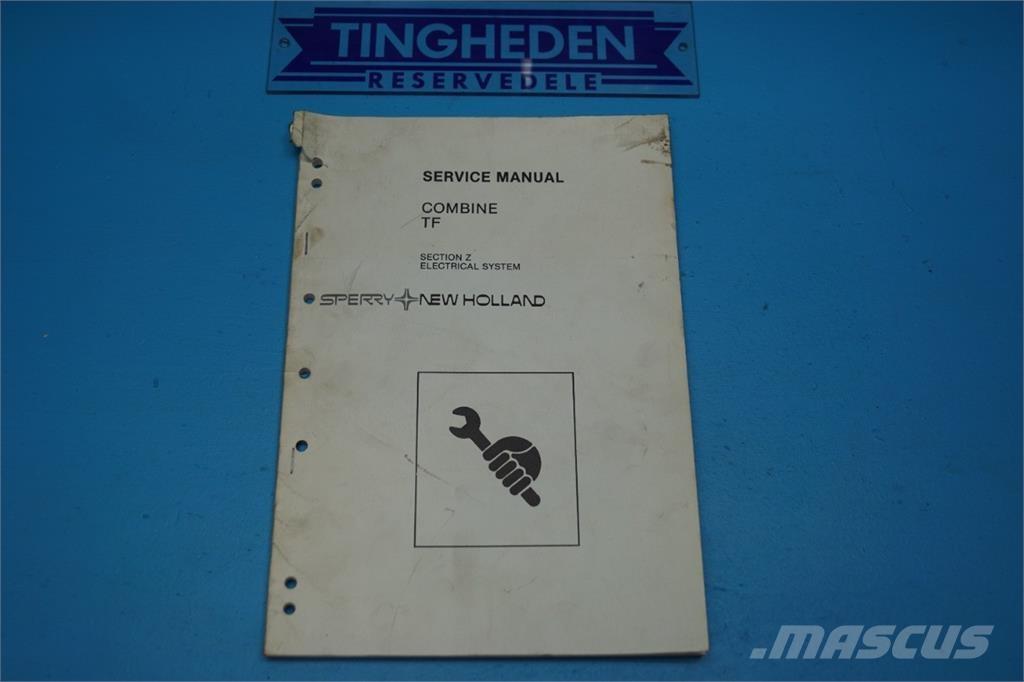 TINGHEDEN
RESERVEDELE
SERVICE MANUAL
COMBINE
TF
SECTION Z
ELECTRICAL SYSTEM
SPERRY NEW HOLLAND
.MASCUS